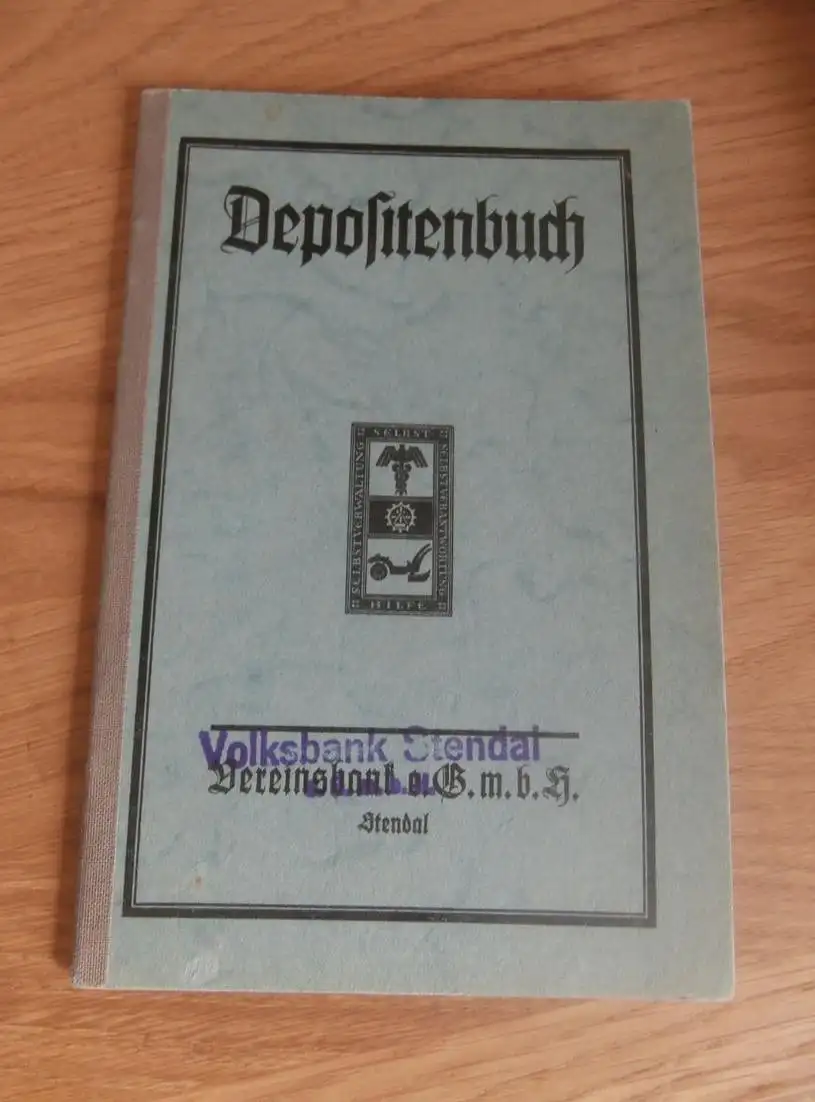 Depositenbuch
SELBST
SELBSTVERWALTUNG
SELBSTVERANTWORTUNG
HILFE
Volksbank Stendal
Vereinsbank e.G.m.b.H.
Stendal